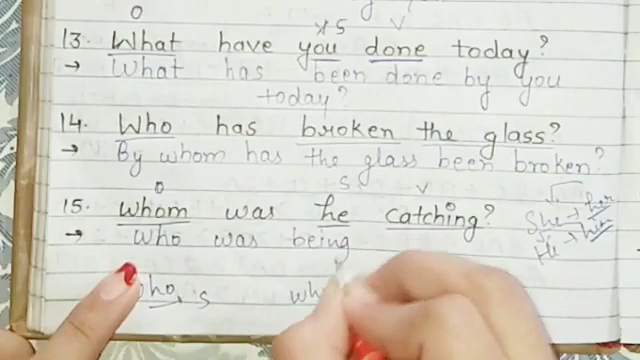 O
S V
13. What have you done today?
→ What has been done by you
today?
14. Who has broken the glass?
→ By whom has the glass been broken?
O S V
15. whom was he catching?
→ who was being
She → her
He → him
who, S wh